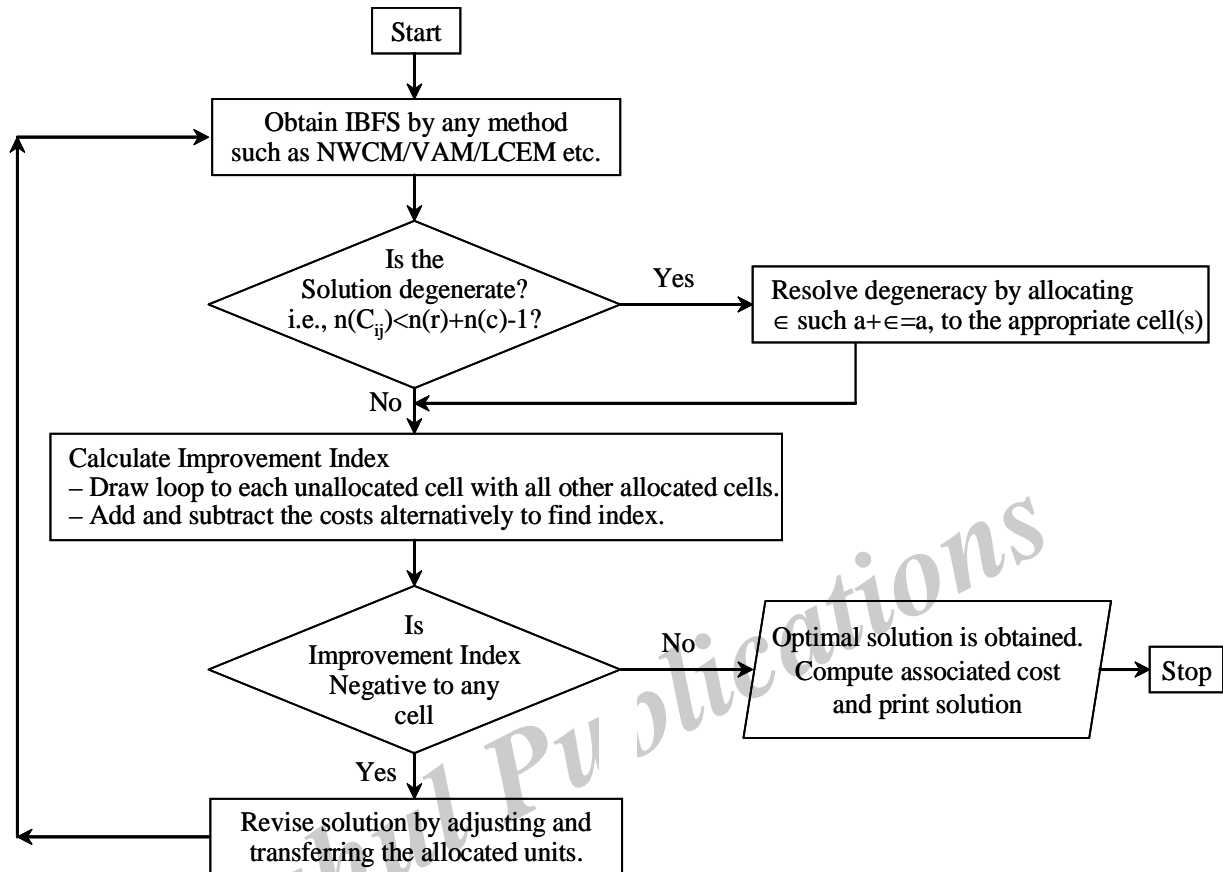 Start
Obtain IBFS by any method
such as NWCM/VAM/LCEM etc.
Is the
Solution degenerate?
i.e., n(C_ij)<n(r)+n(c)-1?
Yes
Resolve degeneracy by allocating
∈ such a+∈=a, to the appropriate cell(s)
No
Calculate Improvement Index
– Draw loop to each unallocated cell with all other allocated cells.
– Add and subtract the costs alternatively to find index.
Is
Improvement Index
Negative to any
cell
No
Optimal solution is obtained.
Compute associated cost
and print solution
Stop
Yes
Revise solution by adjusting and
transferring the allocated units.